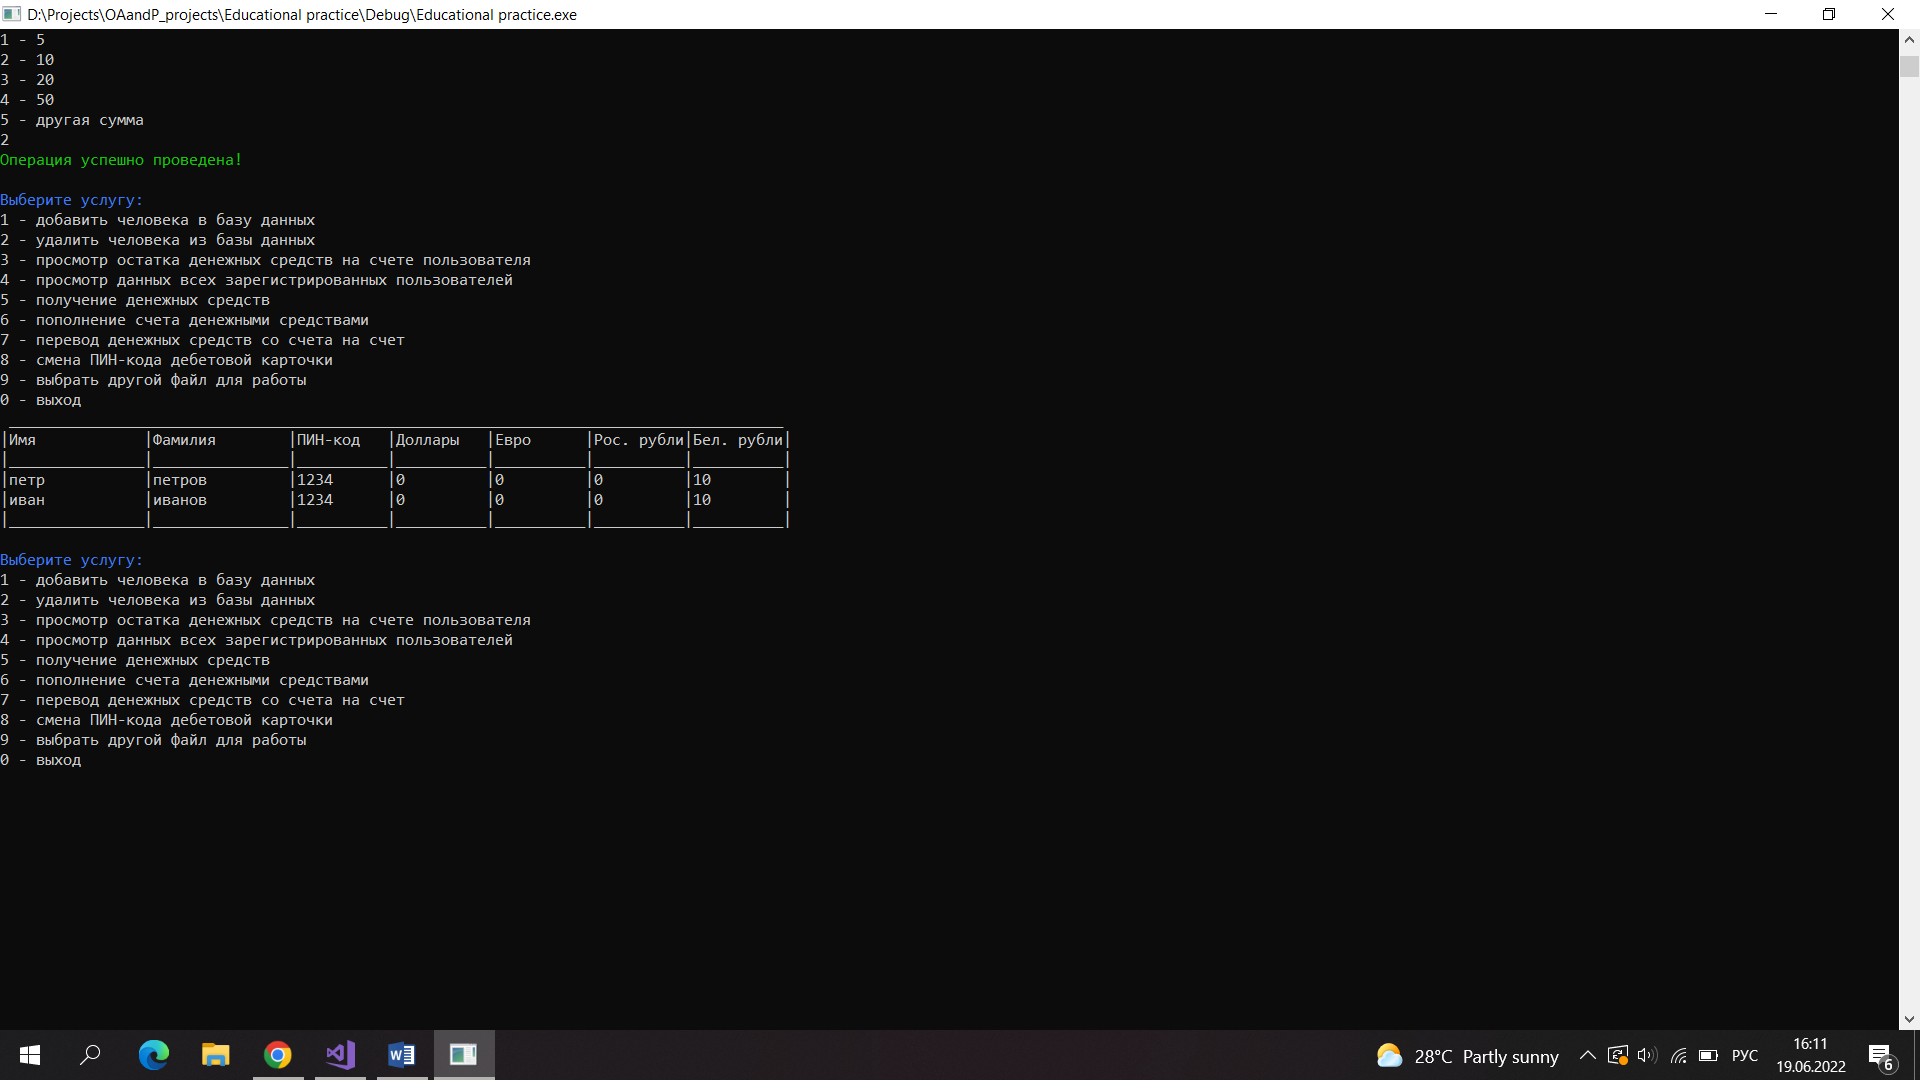 D:\Projects\OAandP_projects\Educational practice\Debug\Educational practice.exe
1 - 5
2 - 10
3 - 20
4 - 50
5 - другая сумма
2
Операция успешно проведена!
Выберите услугу:
1 - добавить человека в базу данных
2 - удалить человека из базы данных
3 - просмотр остатка денежных средств на счете пользователя
4 - просмотр данных всех зарегистрированных пользователей
5 - получение денежных средств
6 - пополнение счета денежными средствами
7 - перевод денежных средств со счета на счет
8 - смена ПИН-кода дебетовой карточки
9 - выбрать другой файл для работы
0 - выход
|Имя |Фамилия |ПИН-код |Доллары |Евро |Рос. рубли|Бел. рубли|
|петр |петров |1234 |0 |0 |0 |10 |
|иван |иванов |1234 |0 |0 |0 |10 |
Выберите услугу:
1 - добавить человека в базу данных
2 - удалить человека из базы данных
3 - просмотр остатка денежных средств на счете пользователя
4 - просмотр данных всех зарегистрированных пользователей
5 - получение денежных средств
6 - пополнение счета денежными средствами
7 - перевод денежных средств со счета на счет
8 - смена ПИН-кода дебетовой карточки
9 - выбрать другой файл для работы
0 - выход
28°C Partly sunny
РУС
16:11
19.06.2022
6